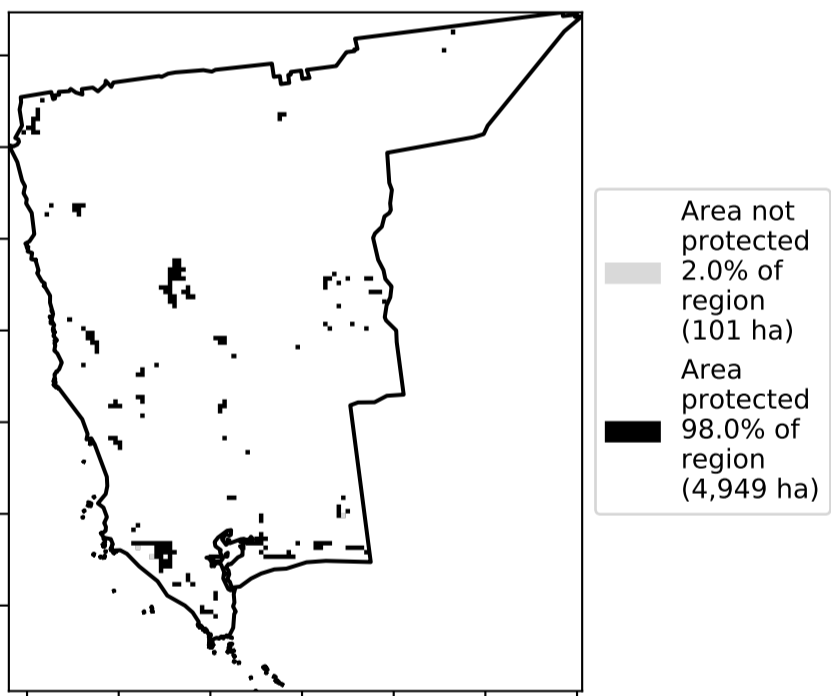 Area not
protected
2.0% of
region
(101 ha)
Area
protected
98.0% of
region
(4,949 ha)